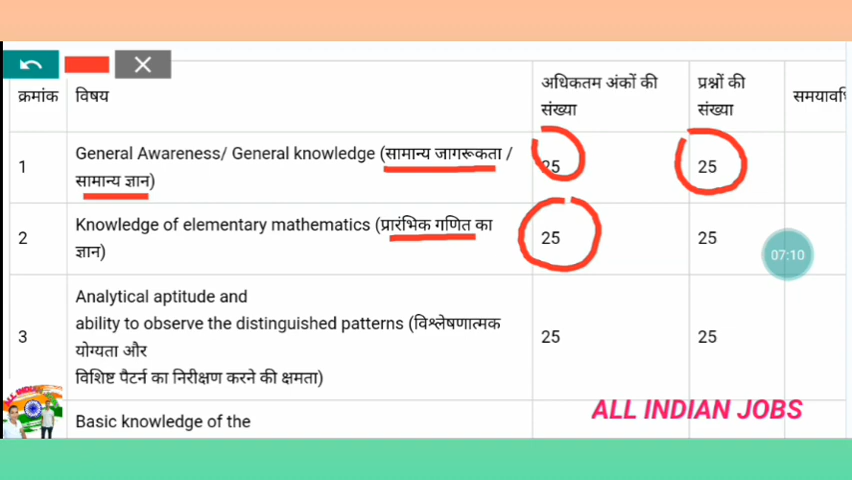 अधिकतम अंकों की
प्रश्नों की
क्रमांक
विषय
संख्या
संख्या
General Awareness/ General knowledge (सामान्य जागरूकता /
1
25
25
सामान्य ज्ञान)
Knowledge of elementary mathematics (प्रारंभिक गणित का
2
25
25
07:10
ज्ञान)
Analytical aptitude and
ability to observe the distinguished patterns (विश्लेषणात्मक
3
25
25
योग्यता और
विशिष्ट पैटर्न का निरीक्षण करने की क्षमता)
ALL INDIAN JOBS
Basic knowledge of the